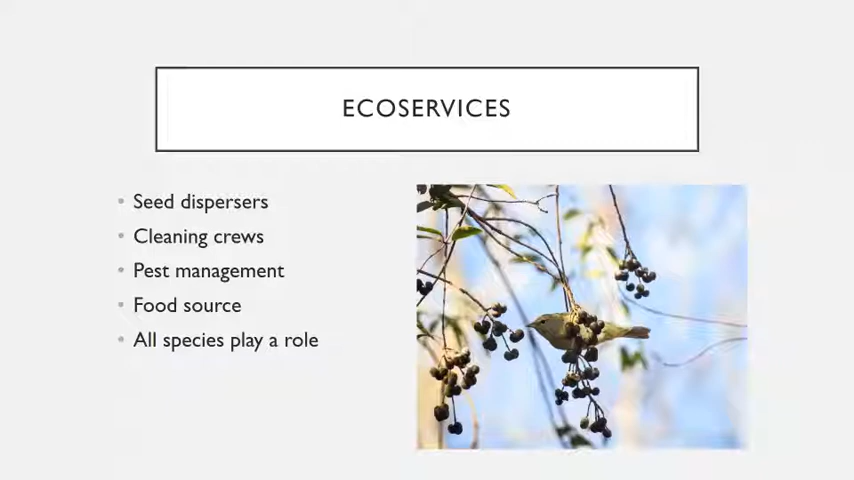 ECOSERVICES
• Seed dispersers
• Cleaning crews
• Pest management
• Food source
• All species play a role